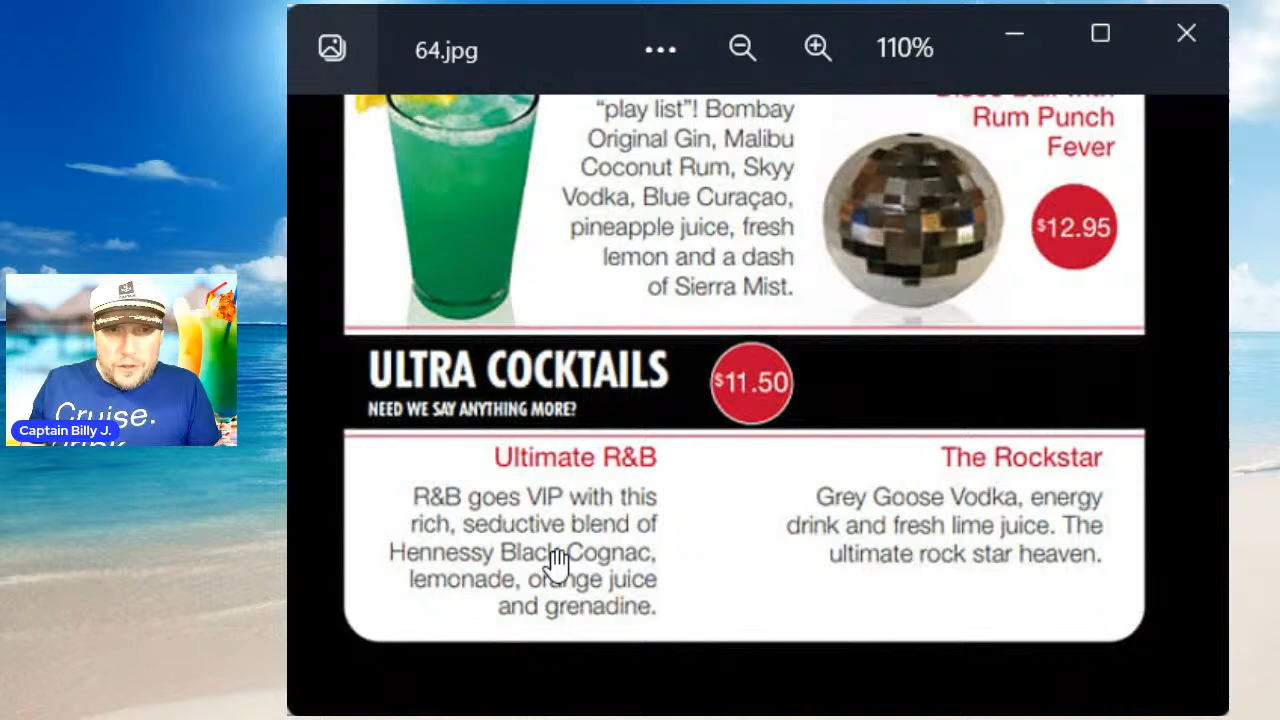 64.jpg
110%
"play list"! Bombay
Original Gin, Malibu
Coconut Rum, Skyy
Vodka, Blue Curaçao,
pineapple juice, fresh
lemon and a dash
of Sierra Mist.
Rum Punch
Fever
$12.95
ULTRA COCKTAILS
$11.50
NEED WE SAY ANYTHING MORE?
Ultimate R&B
R&B goes VIP with this
rich, seductive blend of
Hennessy Black Cognac,
lemonade, orange juice
and grenadine.
The Rockstar
Grey Goose Vodka, energy
drink and fresh lime juice. The
ultimate rock star heaven.
Cruise.
Captain Billy J.